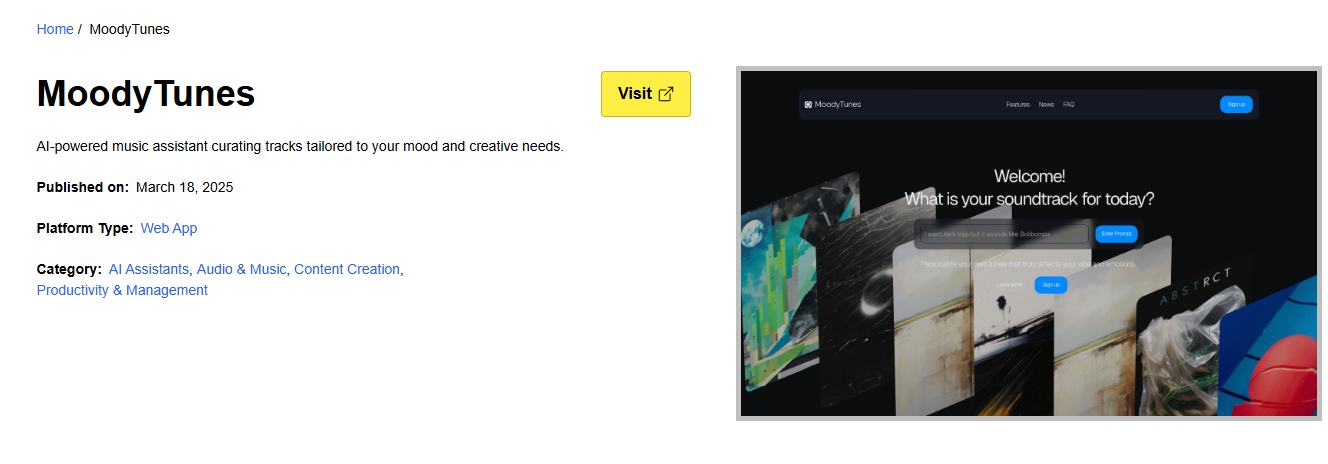 Home / MoodyTunes
MoodyTunes
Visit
AI-powered music assistant curating tracks tailored to your mood and creative needs.
Published on: March 18, 2025
Platform Type: Web App
Category: AI Assistants, Audio & Music, Content Creation,
Productivity & Management
MoodyTunes
Features News FAQ
Sign up
Welcome!
What is your soundtrack for today?
I want dark trap but it sounds like
Enter Prompt
Personalize your own tunes that truly reflects your vibe and emotions.
Learn More
Sign up
ABSTRCT